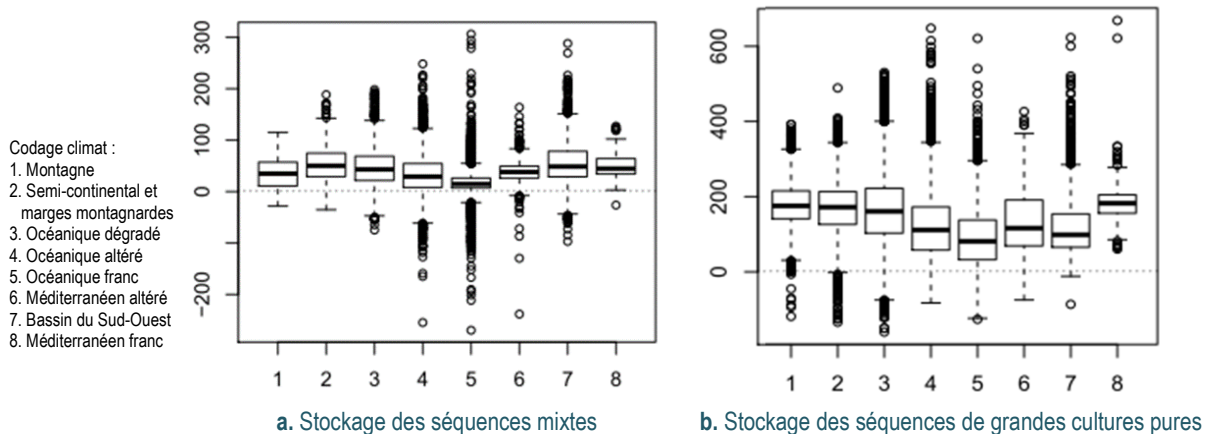 Codage climat :
1. Montagne
2. Semi-continental et
marges montagnardes
3. Océanique dégradé
4. Océanique altéré
5. Océanique franc
6. Méditerranéen altéré
7. Bassin du Sud-Ouest
8. Méditerranéen franc
300
200
100
0
-200
1 2 3 4 5 6 7 8
a. Stockage des séquences mixtes
600
400
200
0
1 2 3 4 5 6 7 8
b. Stockage des séquences de grandes cultures pures